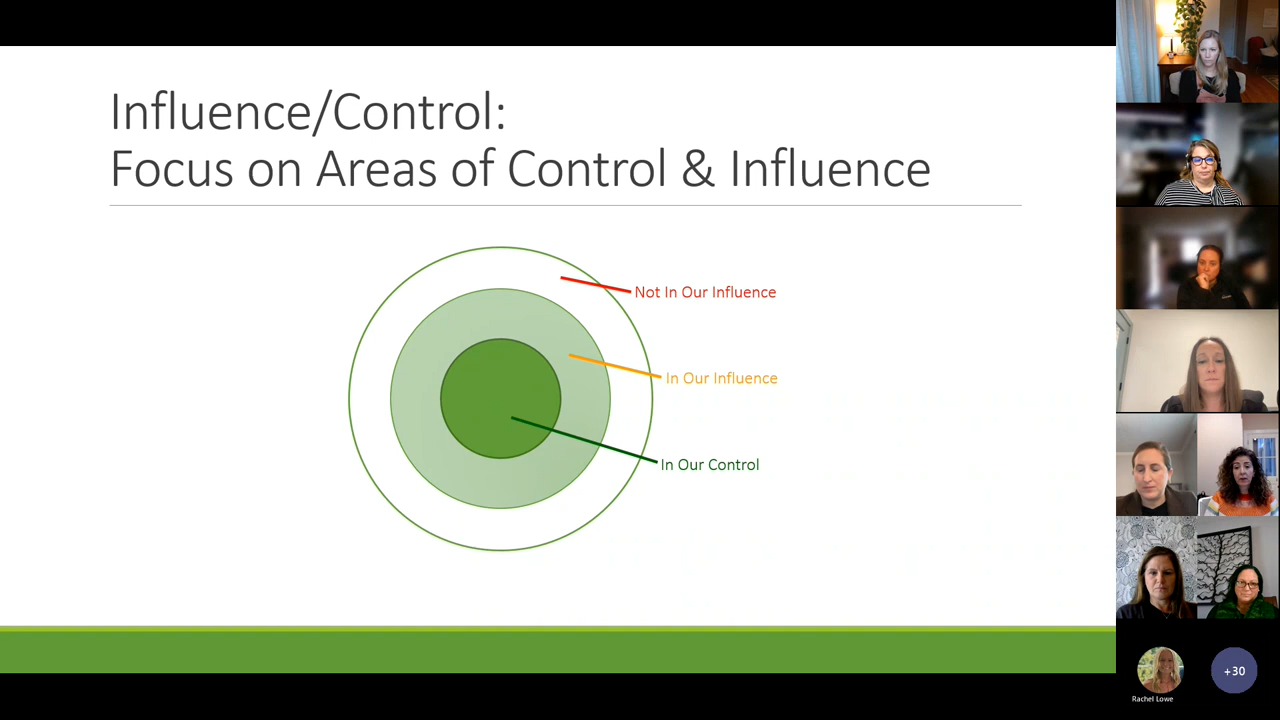 Influence/Control:
Focus on Areas of Control & Influence
Not In Our Influence
In Our Influence
In Our Control
Rachel Lowe
+30